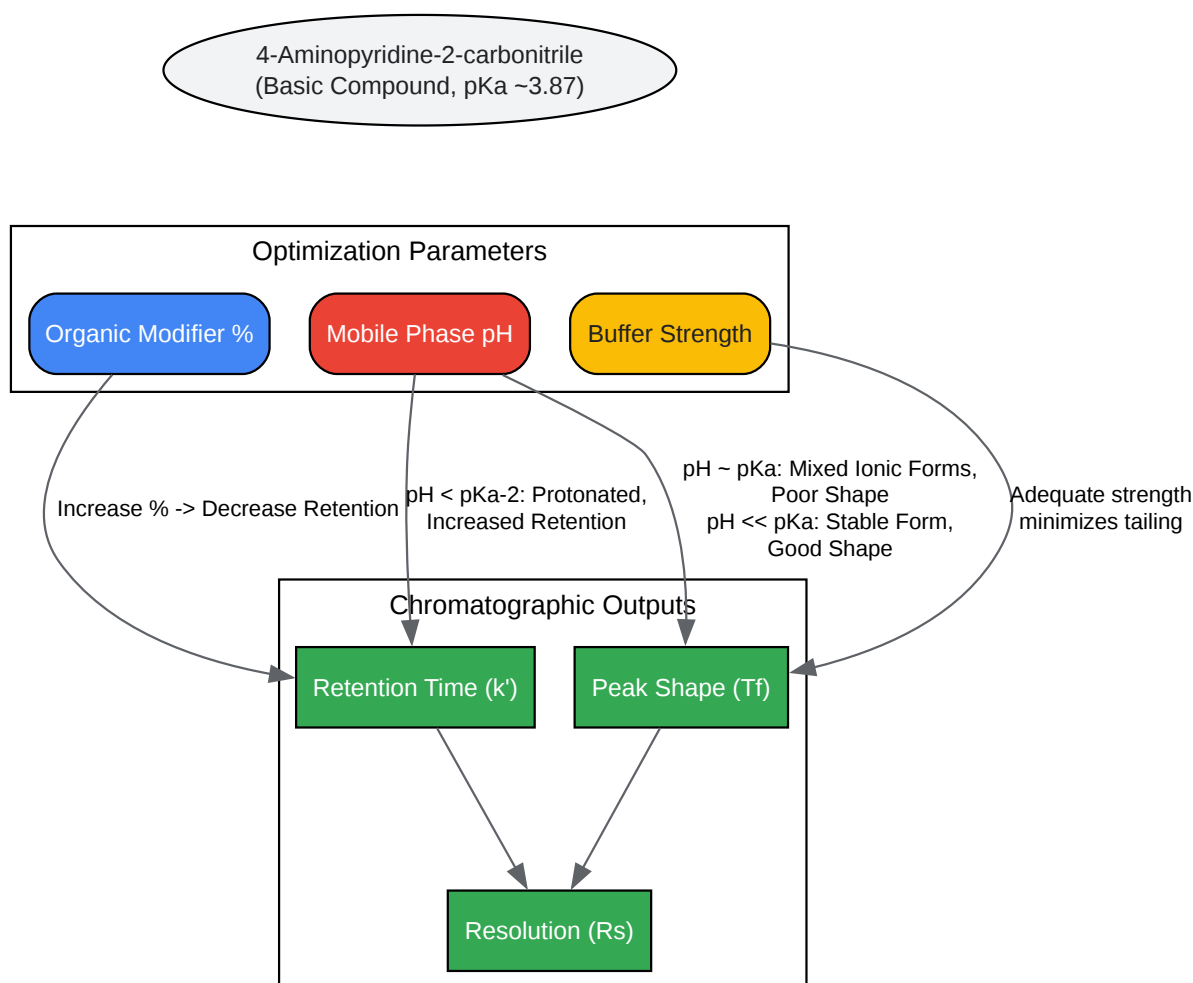 4-Aminopyridine-2-carbonitrile
(Basic Compound, pKa ~3.87)
Optimization Parameters
Organic Modifier %
Mobile Phase pH
Buffer Strength
Increase % -> Decrease Retention
pH < pKa-2: Protonated,
Increased Retention
pH ~ pKa: Mixed Ionic Forms,
Poor Shape
pH << pKa: Stable Form,
Good Shape
Adequate strength
minimizes tailing
Chromatographic Outputs
Retention Time (k')
Peak Shape (Tf)
Resolution (Rs)